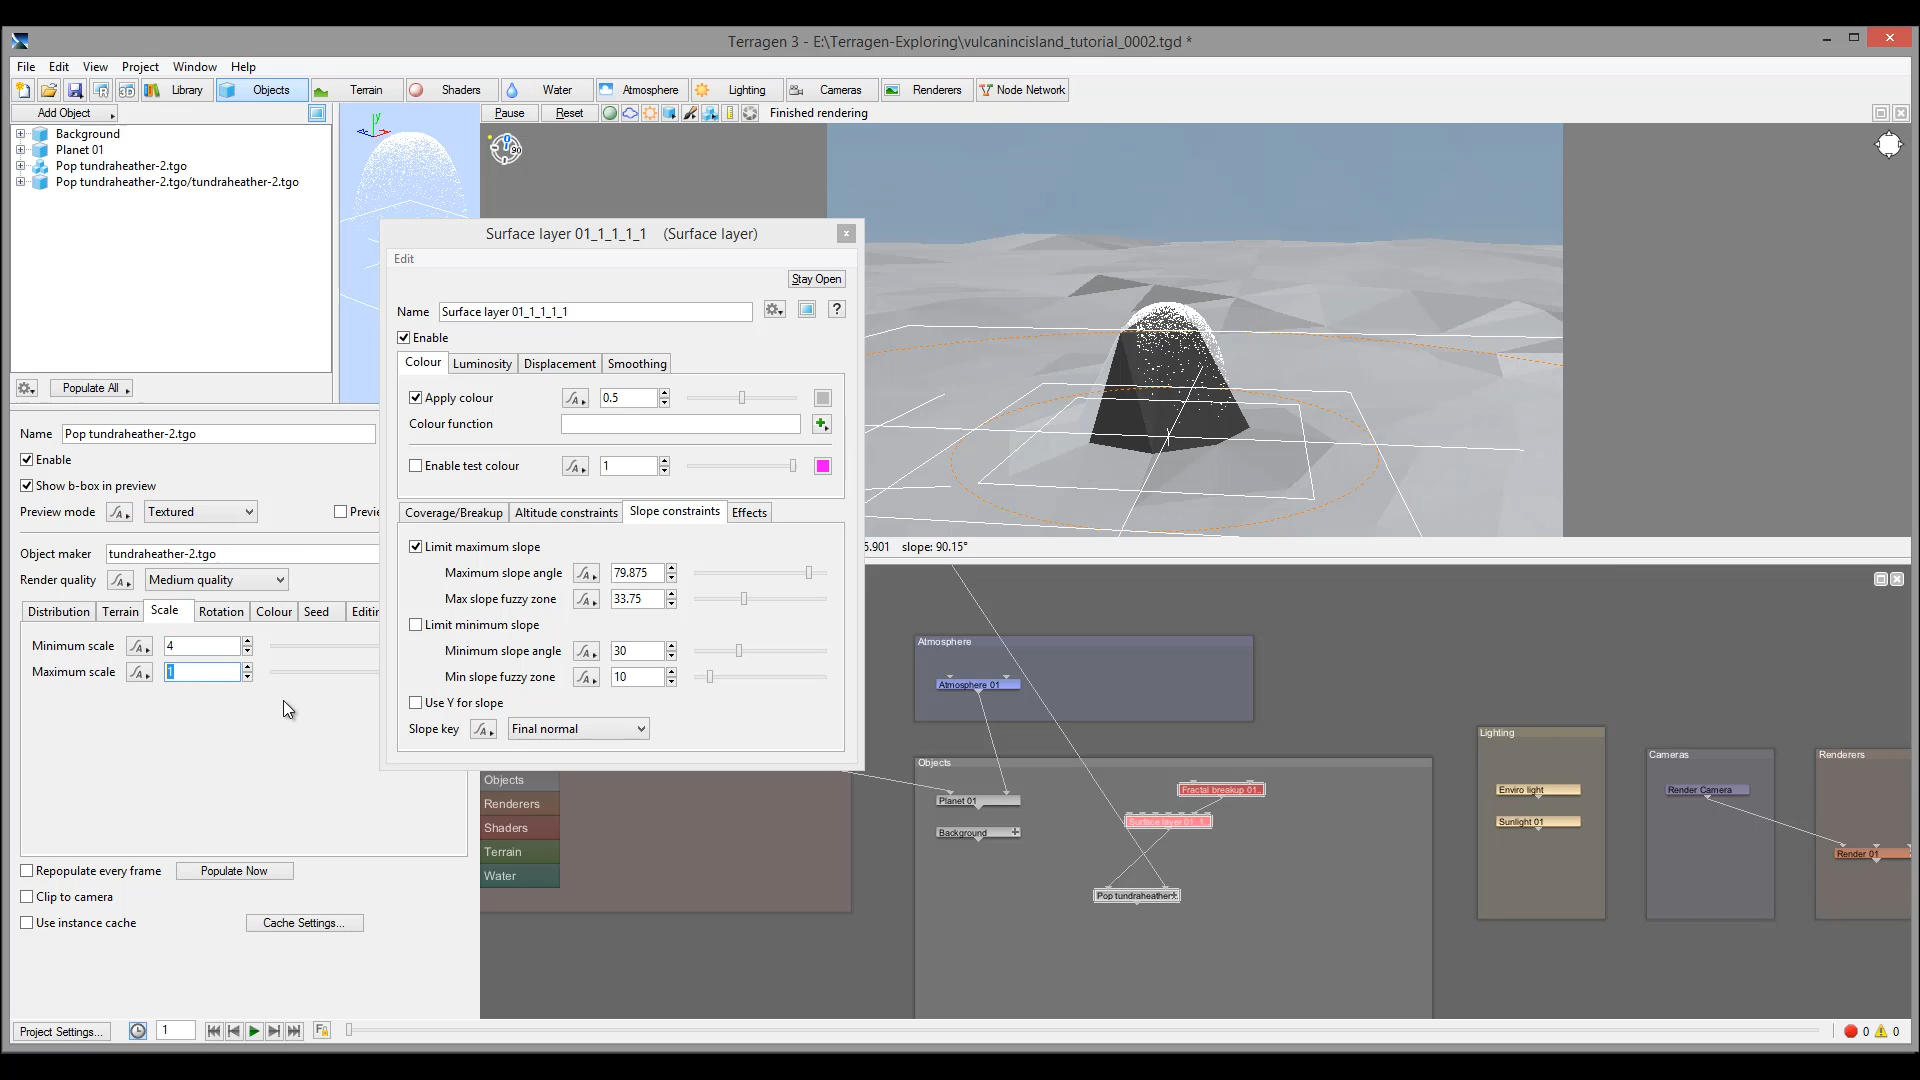 Terragen 3 - E:\Terragen-Exploring\vulcanincisland_tutorial_0002.tgd *
File Edit View Project Window Help
Library Objects Terrain Shaders Water Atmosphere Lighting Cameras Renderers Node Network
Add Object
Pause Reset Finished rendering
Background
Planet 01
Pop tundraheather-2.tgo
Pop tundraheather-2.tgo/tundraheather-2.tgo
Populate All
Name Pop tundraheather-2.tgo
Enable
Show b-box in preview
Preview mode Textured
Object maker tundraheather-2.tgo
Render quality Medium quality
Distribution Terrain Scale Rotation Colour Seed
Minimum scale 4
Maximum scale 1
Repopulate every frame Populate Now
Clip to camera
Use instance cache Cache Settings...
Surface layer 01_1_1_1_1 (Surface layer)
Edit
Stay Open
Name Surface layer 01_1_1_1_1 ?
Enable
Colour Luminosity Displacement Smoothing
Apply colour 0.5
Colour function
Enable test colour 1
Coverage/Breakup Altitude constraints Slope constraints Effects
Limit maximum slope
Maximum slope angle 79.875
Max slope fuzzy zone 33.75
Limit minimum slope
Minimum slope angle 30
Min slope fuzzy zone 10
Use Y for slope
Slope key Final normal
y
90
5.901 slope: 90.15°
Objects
Renderers
Shaders
Terrain
Water
Atmosphere
Atmosphere 01
Objects
Planet 01
Background
Fractal breakup 01..
Surface layer 01_1..
Pop tundraheather
Lighting
Enviro light
Sunlight 01
Cameras
Render Camera
Renderers
Render 01
Project Settings... 1 0 0